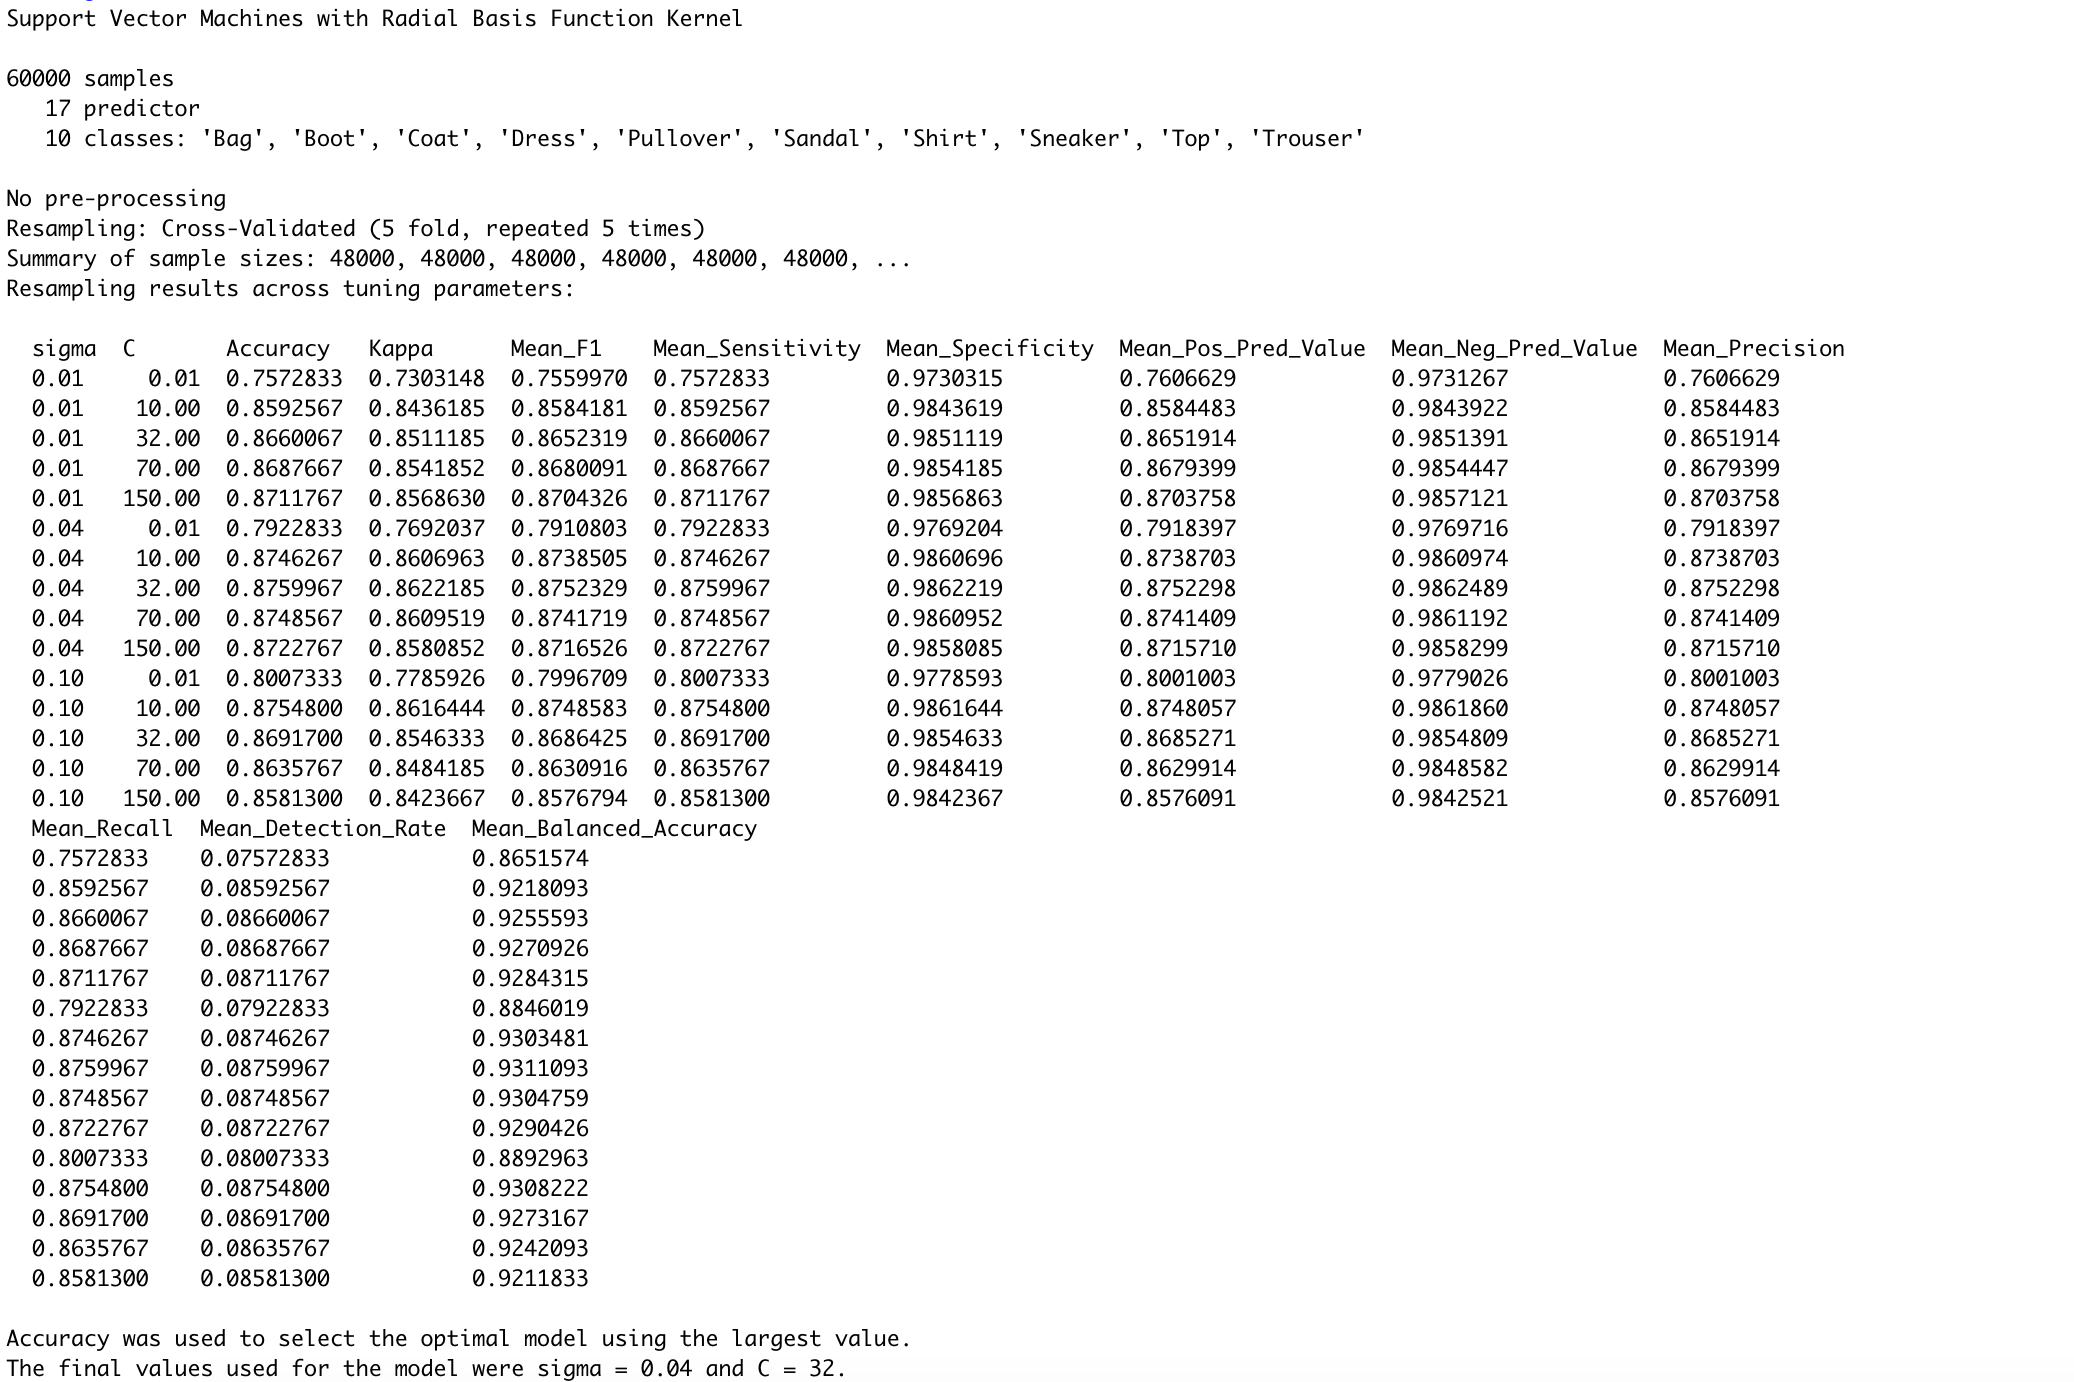 Support Vector Machines with Radial Basis Function Kernel
60000 samples
17 predictor
10 classes: 'Bag', 'Boot', 'Coat', 'Dress', 'Pullover', 'Sandal', 'Shirt', 'Sneaker', 'Top', 'Trouser'
No pre-processing
Resampling: Cross-Validated (5 fold, repeated 5 times)
Summary of sample sizes: 48000, 48000, 48000, 48000, 48000, 48000, ...
Resampling results across tuning parameters:
sigma C Accuracy Kappa Mean_F1 Mean_Sensitivity Mean_Specificity Mean_Pos_Pred_Value Mean_Neg_Pred_Value Mean_Precision
0.01 0.01 0.7572833 0.7303148 0.7559970 0.7572833 0.9730315 0.7606629 0.9731267 0.7606629
0.01 10.00 0.8592567 0.8436185 0.8584181 0.8592567 0.9843619 0.8584483 0.9843922 0.8584483
0.01 32.00 0.8660067 0.8511185 0.8652319 0.8660067 0.9851119 0.8651914 0.9851391 0.8651914
0.01 70.00 0.8687667 0.8541852 0.8680091 0.8687667 0.9854185 0.8679399 0.9854447 0.8679399
0.01 150.00 0.8711767 0.8568630 0.8704326 0.8711767 0.9856863 0.8703758 0.9857121 0.8703758
0.04 0.01 0.7922833 0.7692037 0.7910803 0.7922833 0.9769204 0.7918397 0.9769716 0.7918397
0.04 10.00 0.8746267 0.8606963 0.8738505 0.8746267 0.9860696 0.8738703 0.9860974 0.8738703
0.04 32.00 0.8759967 0.8622185 0.8752329 0.8759967 0.9862219 0.8752298 0.9862489 0.8752298
0.04 70.00 0.8748567 0.8609519 0.8741719 0.8748567 0.9860952 0.8741409 0.9861192 0.8741409
0.04 150.00 0.8722767 0.8580852 0.8716526 0.8722767 0.9858085 0.8715710 0.9858299 0.8715710
0.10 0.01 0.8007333 0.7785926 0.7996709 0.8007333 0.9778593 0.8001003 0.9779026 0.8001003
0.10 10.00 0.8754800 0.8616444 0.8748583 0.8754800 0.9861644 0.8748057 0.9861860 0.8748057
0.10 32.00 0.8691700 0.8546333 0.8686425 0.8691700 0.9854633 0.8685271 0.9854809 0.8685271
0.10 70.00 0.8635767 0.8484185 0.8630916 0.8635767 0.9848419 0.8629914 0.9848582 0.8629914
0.10 150.00 0.8581300 0.8423667 0.8576794 0.8581300 0.9842367 0.8576091 0.9842521 0.8576091
Mean_Recall Mean_Detection_Rate Mean_Balanced_Accuracy
0.7572833 0.07572833 0.8651574
0.8592567 0.08592567 0.9218093
0.8660067 0.08660067 0.9255593
0.8687667 0.08687667 0.9270926
0.8711767 0.08711767 0.9284315
0.7922833 0.07922833 0.8846019
0.8746267 0.08746267 0.9303481
0.8759967 0.08759967 0.9311093
0.8748567 0.08748567 0.9304759
0.8722767 0.08722767 0.9290426
0.8007333 0.08007333 0.8892963
0.8754800 0.08754800 0.9308222
0.8691700 0.08691700 0.9273167
0.8635767 0.08635767 0.9242093
0.8581300 0.08581300 0.9211833
Accuracy was used to select the optimal model using the largest value.
The final values used for the model were sigma = 0.04 and C = 32.